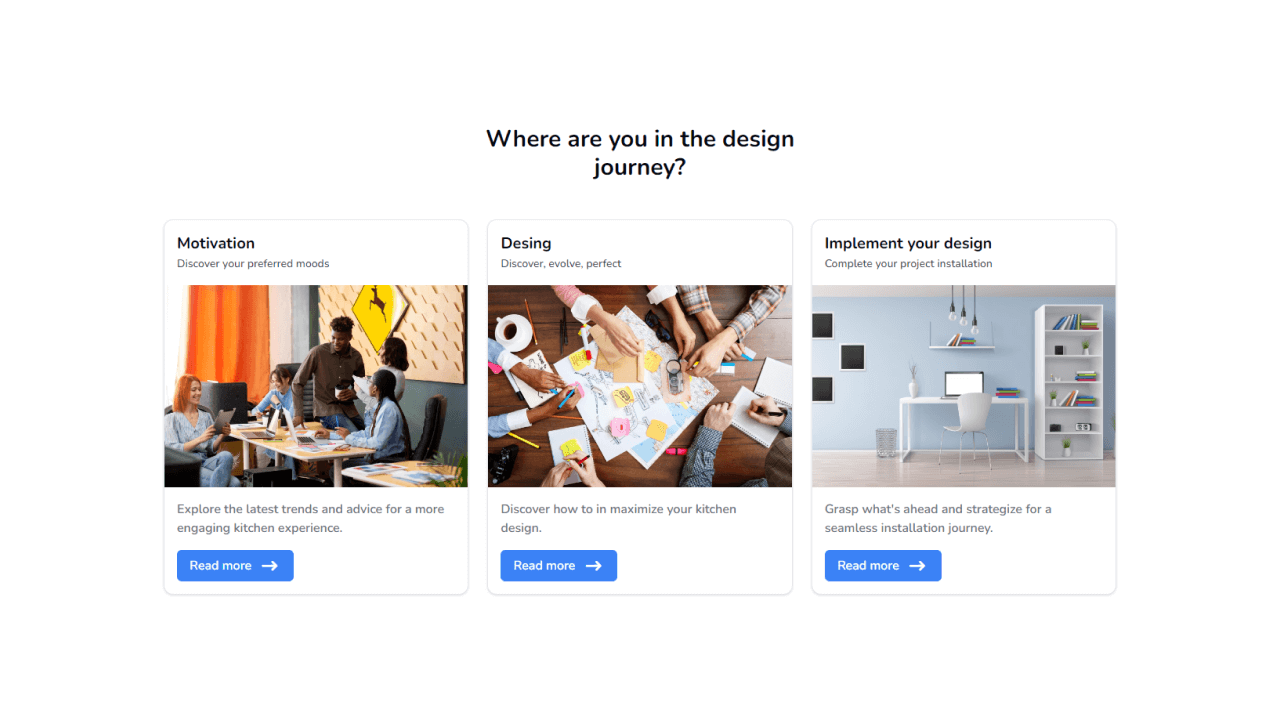 Where are you in the design
journey?
Motivation
Discover your preferred moods
Explore the latest trends and advice for a more
engaging kitchen experience.
Read more
Desing
Discover, evolve, perfect
Discover how to in maximize your kitchen
design.
Read more
Implement your design
Complete your project installation
Grasp what's ahead and strategize for a
seamless installation journey.
Read more